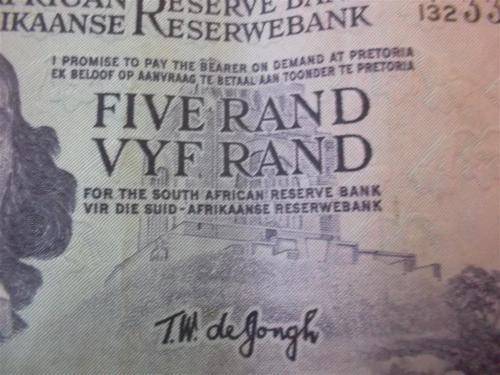 RESERVE
RESERWEBANK
132
I PROMISE TO PAY THE BEARER ON DEMAND AT PRETORIA
EK BELOOF OP AANVRAAG TE BETAAL AAN TOONDER TE PRETORIA
FIVE RAND
VYF RAND
FOR THE SOUTH AFRICAN RESERVE BANK
VIR DIE SUID-AFRIKAANSE RESERWEBANK
T.W. de Jongh